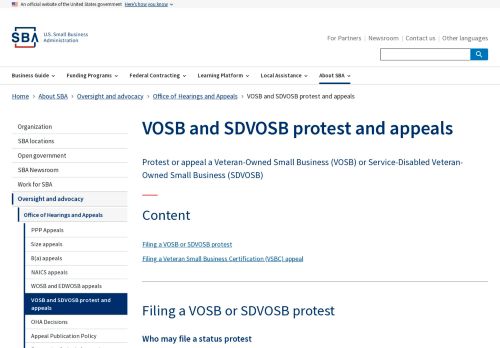 An official website of the United States government Here's how you know
SBA U.S. Small Business
Administration
For Partners Newsroom Contact us Other languages
Business Guide Funding Programs Federal Contracting Learning Platform Local Assistance About SBA
Home About SBA Oversight and advocacy Office of Hearings and Appeals VOSB and SDVOSB protest and appeals
Organization
SBA locations
Open government
SBA Newsroom
Work for SBA
Oversight and advocacy
Office of Hearings and Appeals
PPP Appeals
Size appeals
8(a) appeals
NAICS appeals
WOSB and EDWOSB appeals
VOSB and SDVOSB protest and
appeals
OHA Decisions
Appeal Publication Policy
VOSB and SDVOSB protest and appeals
Protest or appeal a Veteran-Owned Small Business (VOSB) or Service-Disabled Veteran-
Owned Small Business (SDVOSB)
Content
Filing a VOSB or SDVOSB protest
Filing a Veteran Small Business Certification (VSBC) appeal
Filing a VOSB or SDVOSB protest
Who may file a status protest